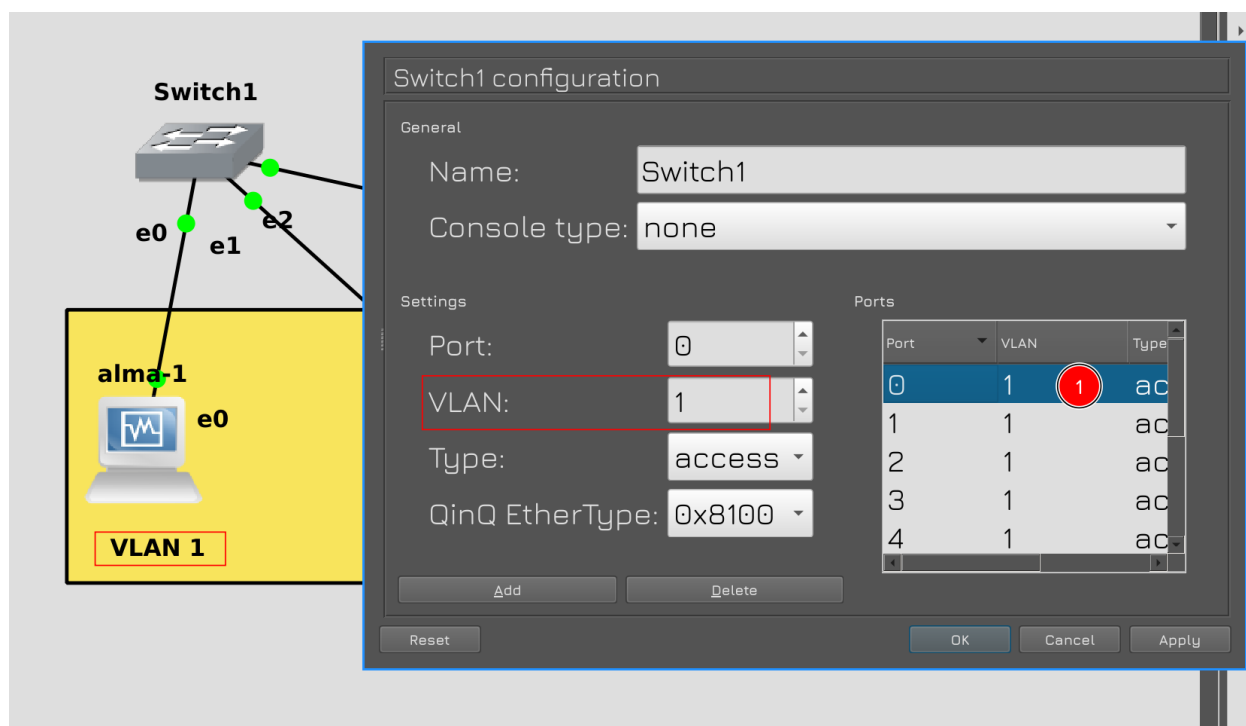 Switch1
e0
e1
e2
alma-1
e0
VLAN 1
Switch1 configuration
General
Name: Switch1
Console type: none
Settings
Port: 0
VLAN: 1
Type: access
QinQ EtherType: 0x8100
Add Delete
Ports
Port VLAN Type
0 1 1 ac
1 1 ac
2 1 ac
3 1 ac
4 1 ac
Reset OK Cancel Apply